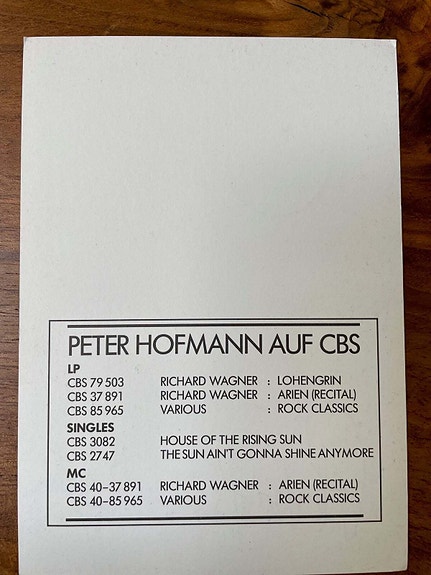 PETER HOFMANN AUF CBS
LP
CBS 79 503 RICHARD WAGNER : LOHENGRIN
CBS 37 891 RICHARD WAGNER : ARIEN (RECITAL)
CBS 85 965 VARIOUS : ROCK CLASSICS
SINGLES
CBS 3082 HOUSE OF THE RISING SUN
CBS 2747 THE SUN AIN'T GONNA SHINE ANYMORE
MC
CBS 40–37 891 RICHARD WAGNER : ARIEN (RECITAL)
CBS 40–85 965 VARIOUS : ROCK CLASSICS